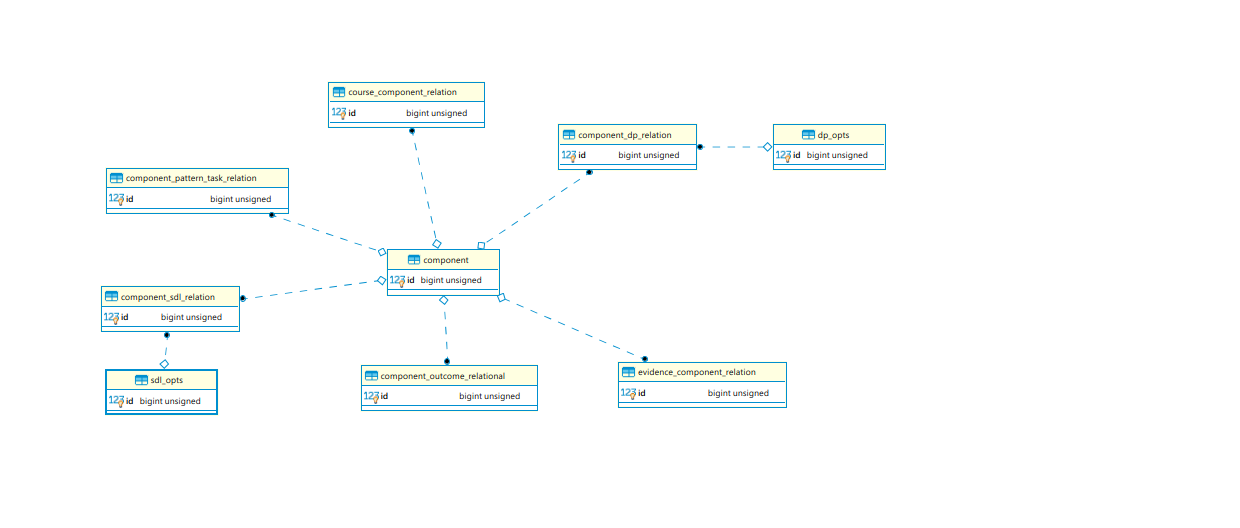 course_component_relation
123 id bigint unsigned
component_dp_relation
123 id bigint unsigned
dp_opts
123 id bigint unsigned
component_pattern_task_relation
123 id bigint unsigned
component
123 id bigint unsigned
component_sdl_relation
123 id bigint unsigned
sdl_opts
123 id bigint unsigned
component_outcome_relational
123 id bigint unsigned
evidence_component_relation
123 id bigint unsigned